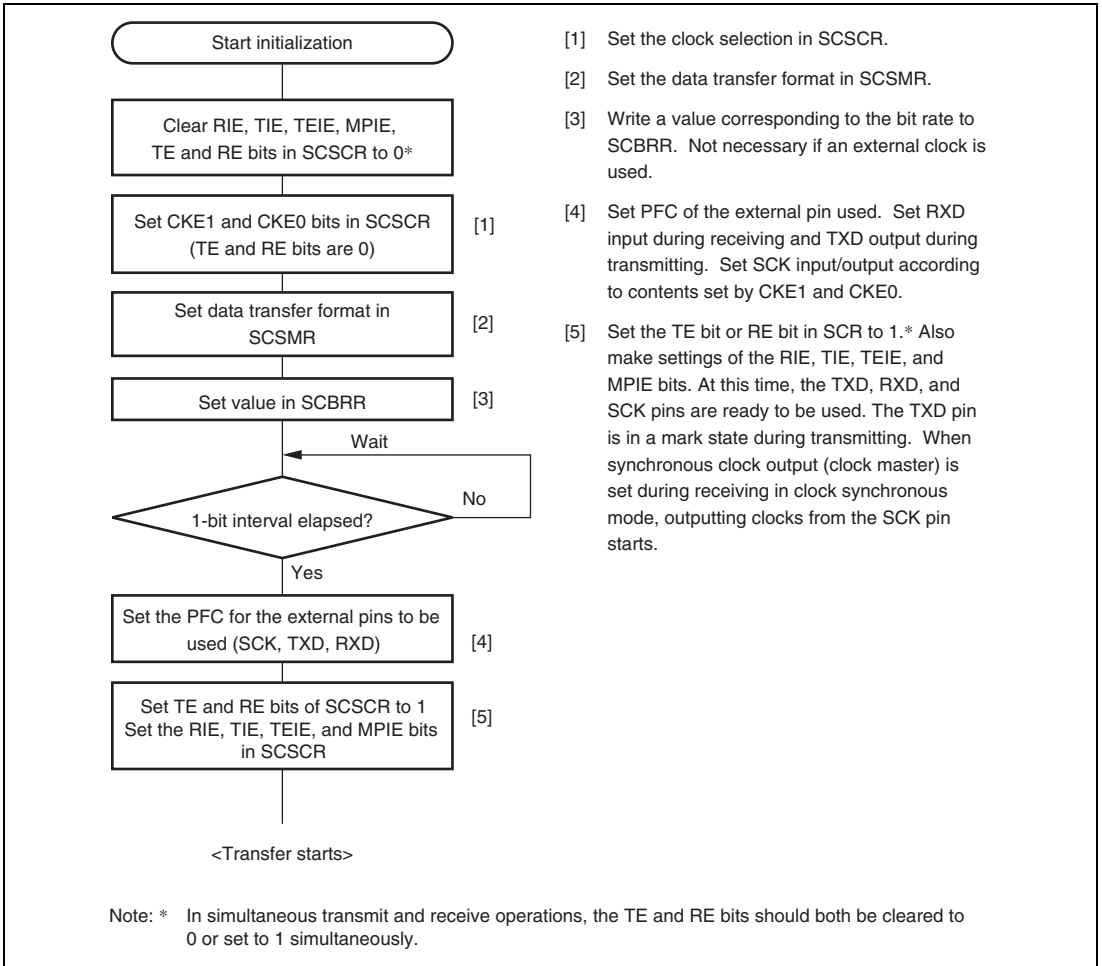 Start initialization
Clear RIE, TIE, TEIE, MPIE,
TE and RE bits in SCSCR to 0*
Set CKE1 and CKE0 bits in SCSCR
(TE and RE bits are 0)
[1]
Set data transfer format in
SCSMR
[2]
Set value in SCBRR
[3]
Wait
No
1-bit interval elapsed?
Yes
Set the PFC for the external pins to be
used (SCK, TXD, RXD)
[4]
Set TE and RE bits of SCSCR to 1
Set the RIE, TIE, TEIE, and MPIE bits
in SCSCR
[5]
<Transfer starts>
[1] Set the clock selection in SCSCR.
[2] Set the data transfer format in SCSMR.
[3] Write a value corresponding to the bit rate to
SCBRR. Not necessary if an external clock is
used.
[4] Set PFC of the external pin used. Set RXD
input during receiving and TXD output during
transmitting. Set SCK input/output according
to contents set by CKE1 and CKE0.
[5] Set the TE bit or RE bit in SCR to 1.* Also
make settings of the RIE, TIE, TEIE, and
MPIE bits. At this time, the TXD, RXD, and
SCK pins are ready to be used. The TXD pin
is in a mark state during transmitting. When
synchronous clock output (clock master) is
set during receiving in clock synchronous
mode, outputting clocks from the SCK pin
starts.
Note: * In simultaneous transmit and receive operations, the TE and RE bits should both be cleared to
0 or set to 1 simultaneously.